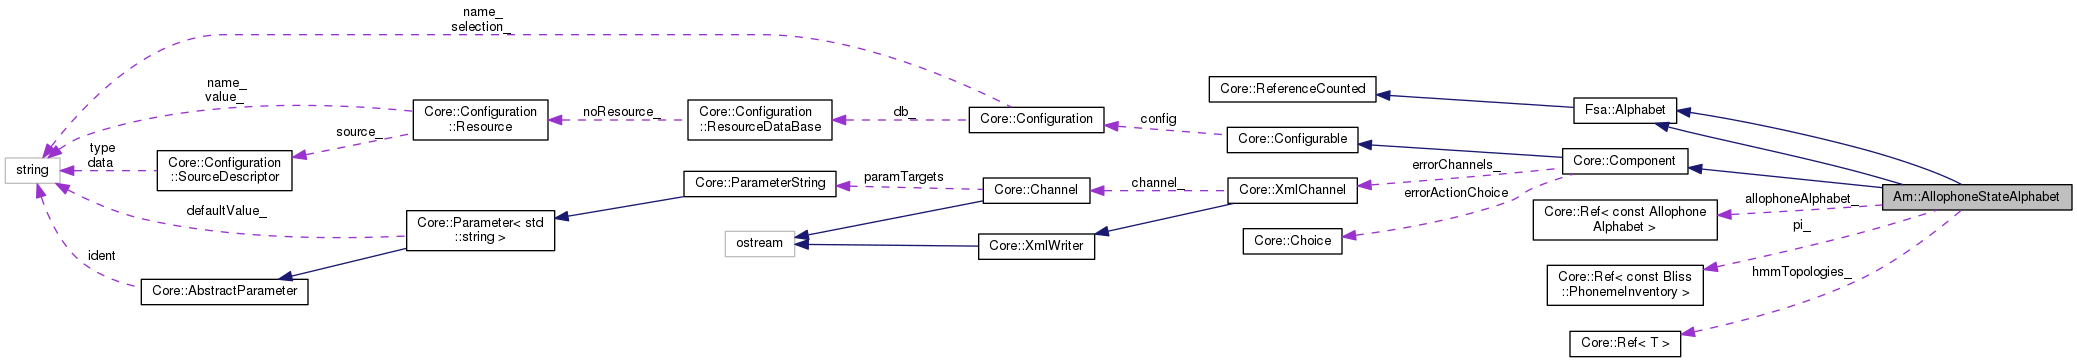 name_
selection_
name_
value_
Core::Configuration
::Resource
noResource_
Core::Configuration
::ResourceDataBase
db_
Core::Configuration
config
Core::ReferenceCounted
Fsa::Alphabet
source_
type
data
string
Core::Configuration
::SourceDescriptor
Core::Configurable
Core::Component
errorChannels_
errorActionChoice
Core::ParameterString
paramTargets
Core::Channel
channel_
Core::XmlChannel
Am::AllophoneStateAlphabet
allophoneAlphabet_
pi_
hmmTopologies_
defaultValue_
Core::Parameter< std
::string >
ostream
Core::XmlWriter
Core::Choice
Core::Ref< const Allophone
Alphabet >
ident
Core::AbstractParameter
Core::Ref< const Bliss
::PhonemeInventory >
Core::Ref< T >